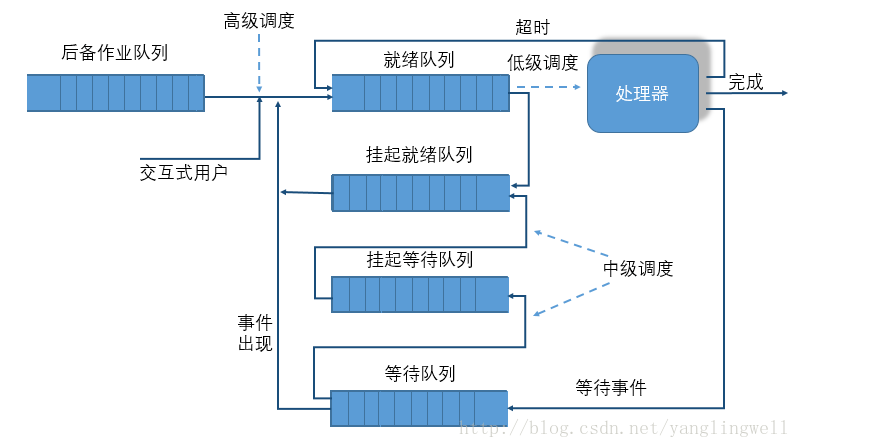 高级调度
超时
后备作业队列
就绪队列
低级调度
处理器
完成
挂起就绪队列
交互式用户
挂起等待队列
中级调度
事件
出现
等待队列
等待事件
http://blog.csdn.net/yanglingwell